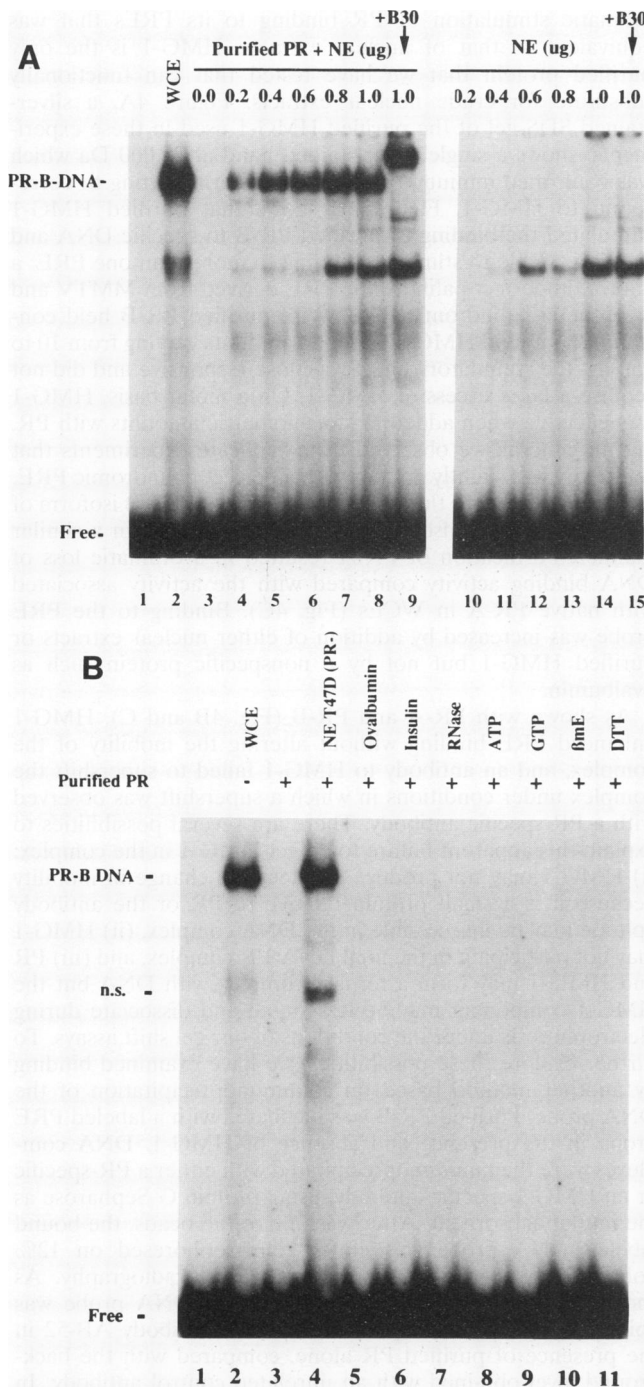 +B30 +B30
A
Purified PR + NE (ug) NE (ug)
WCE 0.0 0.2 0.4 0.6 0.8 1.0 1.0 0.2 0.4 0.6 0.8 1.0 1.0
PR-B-DNA-
Free-
1 2 3 4 5 6 7 8 9 10 11 12 13 14 15
B
WCE
NE T47D (PR-)
Ovalbumin
Insulin
RNase
ATP
GTP
ßmE
DTT
Purified PR - + + + + + + + + +
PR-B DNA -
n.s. -
Free -
1 2 3 4 5 6 7 8 9 10 11